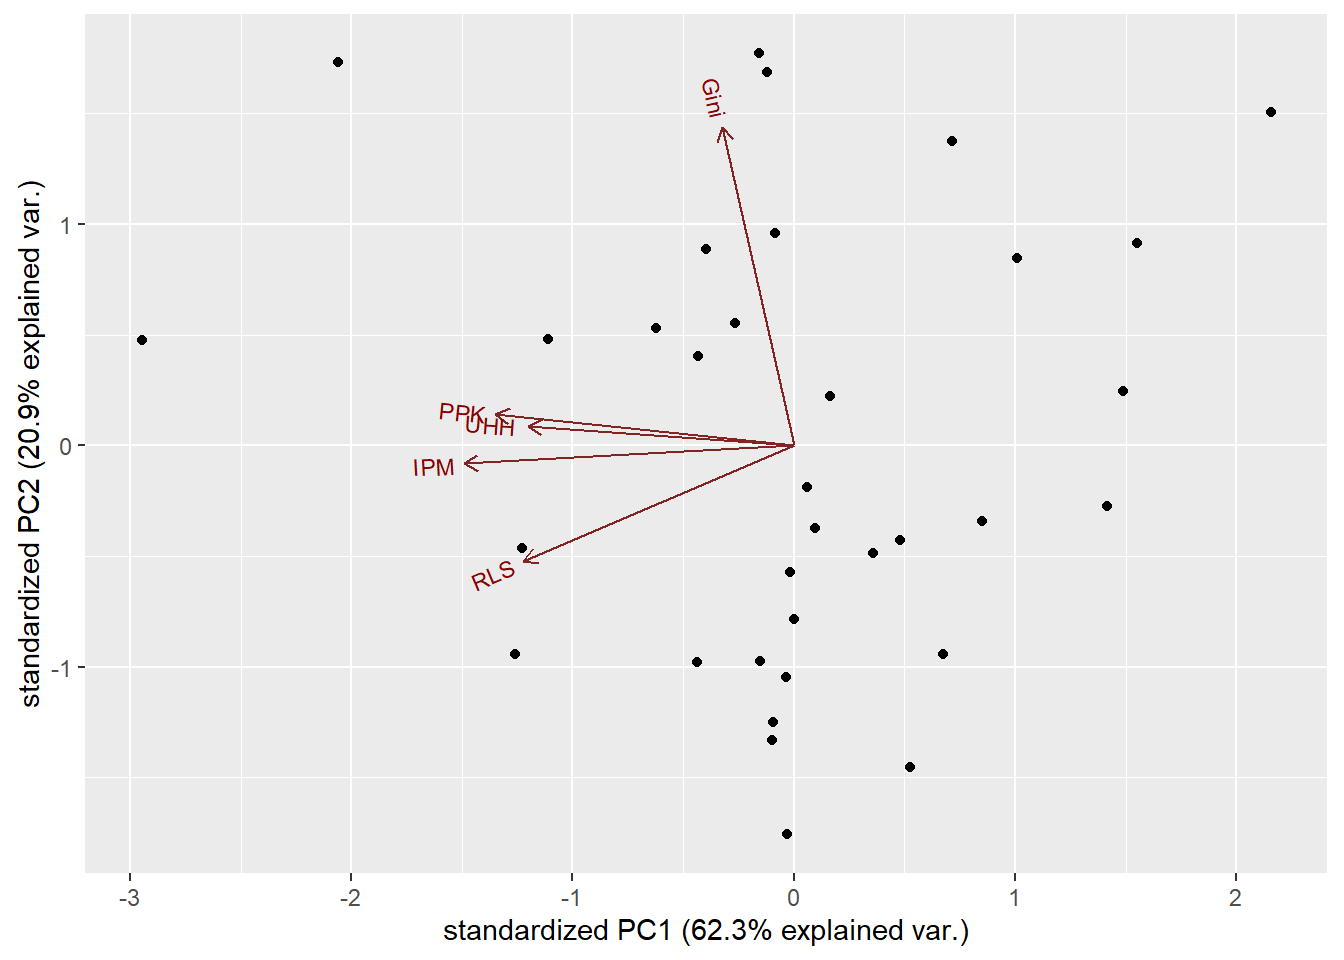 Gini
1
PPK
UHH
0
IPM
RLS
-1
-3
-2
-1
0
1
2
standardized PC1 (62.3% explained var.)
standardized PC2 (20.9% explained var.)